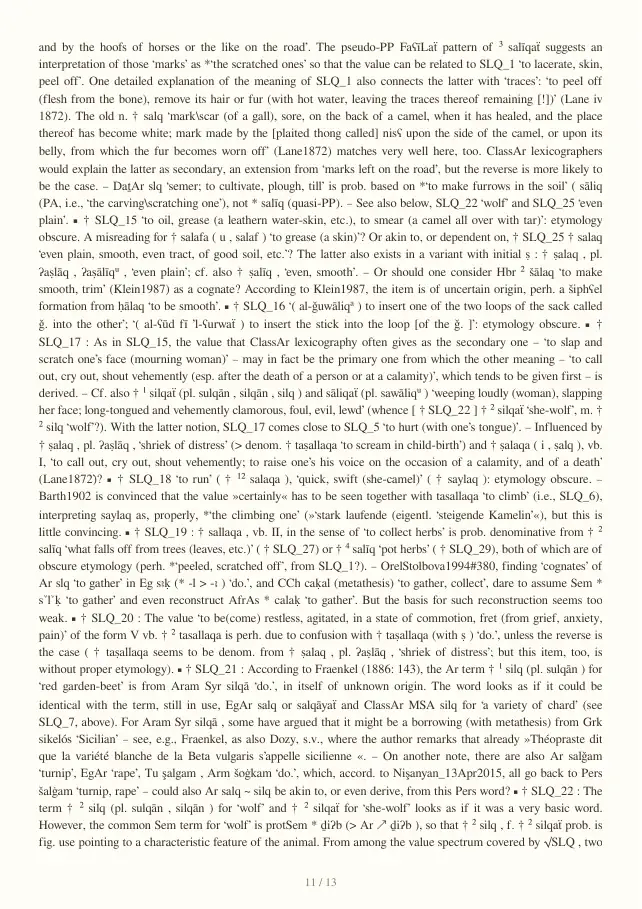 and by the hoofs of horses or the like on the road’. The pseudo-PP FaʕīLaẗ pattern of ³ salīqaẗ suggests an
interpretation of those ‘marks’ as *‘the scratched ones’ so that the value can be related to SLQ_1 ‘to lacerate, skin,
peel off’. One detailed explanation of the meaning of SLQ_1 also connects the latter with ‘traces’: ‘to peel off
(flesh from the bone), remove its hair or fur (with hot water, leaving the traces thereof remaining [!])’ (Lane iv
1872). The old n. † salq ‘mark\scar (of a gall), sore, on the back of a camel, when it has healed, and the place
thereof has become white; mark made by the [plaited thong called] nisʕ upon the side of the camel, or upon its
belly, from which the fur becomes worn off’ (Lane1872) matches very well here, too. ClassAr lexicographers
would explain the latter as secondary, an extension from ‘marks left on the road’, but the reverse is more likely to
be the case. – DaṯAr slq ‘semer; to cultivate, plough, till’ is prob. based on *‘to make furrows in the soil’ ( sāliq
(PA, i.e., ‘the carving\scratching one’), not * salīq (quasi-PP). – See also below, SLQ_22 ‘wolf’ and SLQ_25 ‘even
plain’. ▪ † SLQ_15 ‘to oil, grease (a leathern water-skin, etc.), to smear (a camel all over with tar)’: etymology
obscure. A misreading for † salafa ( u , salaf ) ‘to grease (a skin)’? Or akin to, or dependent on, † SLQ_25 † salaq
‘even plain, smooth, even tract, of good soil, etc.’? The latter also exists in a variant with initial ṣ : † ṣalaq , pl.
ʔaṣlāq , ʔaṣālīqᵘ , ‘even plain’; cf. also † ṣalīq , ‘even, smooth’. – Or should one consider Hbr ² šālaq ‘to make
smooth, trim’ (Klein1987) as a cognate? According to Klein1987, the item is of uncertain origin, perh. a šiphʕel
formation from ḥālaq ‘to be smooth’. ▪ † SLQ_16 ‘( al-ǧuwāliqᵃ ) to insert one of the two loops of the sack called
ǧ. into the other’; ‘( al-ʕūd fī ’l-ʕurwaẗ ) to insert the stick into the loop [of the ǧ. ]’: etymology obscure. ▪ †
SLQ_17 : As in SLQ_15, the value that ClassAr lexicography often gives as the secondary one – ‘to slap and
scratch one’s face (mourning woman)’ – may in fact be the primary one from which the other meaning – ‘to call
out, cry out, shout vehemently (esp. after the death of a person or at a calamity)’, which tends to be given first – is
derived. – Cf. also † ¹ silqaẗ (pl. sulqān , silqān , silq ) and sāliqaẗ (pl. sawāliqᵘ ) ‘weeping loudly (woman), slapping
her face; long-tongued and vehemently clamorous, foul, evil, lewd’ (whence [ † SLQ_22 ] † ² silqaẗ ‘she-wolf’, m. †
² silq ‘wolf’?). With the latter notion, SLQ_17 comes close to SLQ_5 ‘to hurt (with one’s tongue)’. – Influenced by
† ṣalaq , pl. ʔaṣlāq , ‘shriek of distress’ (> denom. † taṣallaqa ‘to scream in child-birth’) and † ṣalaqa ( i , ṣalq ), vb.
I, ‘to call out, cry out, shout vehemently; to raise one’s his voice on the occasion of a calamity, and of a death’
(Lane1872)? ▪ † SLQ_18 ‘to run’ ( † ¹² salaqa ), ‘quick, swift (she-camel)’ ( † saylaq ): etymology obscure. –
Barth1902 is convinced that the value »certainly« has to be seen together with tasallaqa ‘to climb’ (i.e., SLQ_6),
interpreting saylaq as, properly, *‘the climbing one’ (»‘stark laufende (eigentl. ‘steigende Kamelin’«), but this is
little convincing. ▪ † SLQ_19 : † sallaqa , vb. II, in the sense of ‘to collect herbs’ is prob. denominative from † ²
salīq ‘what falls off from trees (leaves, etc.)’ ( † SLQ_27) or † ⁴ salīq ‘pot herbs’ ( † SLQ_29), both of which are of
obscure etymology (perh. *‘peeled, scratched off’, from SLQ_1?). – OrelStolbova1994#380, finding ‘cognates’ of
Ar slq ‘to gather’ in Eg sıḳ (* -l > -ı ) ‘do.’, and CCh caḳal (metathesis) ‘to gather, collect’, dare to assume Sem *
ḳ ‘to gather’ and even reconstruct AfrAs * calaḳ ‘to gather’. But the basis for such reconstruction seems too
weak. ▪ † SLQ_20 : The value ‘to be(come) restless, agitated, in a state of commotion, fret (from grief, anxiety,
pain)’ of the form V vb. † ² tasallaqa is perh. due to confusion with † taṣallaqa (with ṣ ) ‘do.’, unless the reverse is
the case ( † taṣallaqa seems to be denom. from † ṣalaq , pl. ʔaṣlāq , ‘shriek of distress’; but this item, too, is
without proper etymology). ▪ † SLQ_21 : According to Fraenkel (1886: 143), the Ar term † ¹ silq (pl. sulqān ) for
‘red garden-beet’ is from Aram Syr silqā ‘do.’, in itself of unknown origin. The word looks as if it could be
identical with the term, still in use, EgAr salq or salqāyaẗ and ClassAr MSA silq for ‘a variety of chard’ (see
SLQ_7, above). For Aram Syr silqā , some have argued that it might be a borrowing (with metathesis) from Grk
sikelós ‘Sicilian’ – see, e.g., Fraenkel, as also Dozy, s.v., where the author remarks that already »Théopraste dit
que la variété blanche de la Beta vulgaris s’appelle sicilienne «. – On another note, there are also Ar salǧam
‘turnip’, EgAr ‘rape’, Tu şalgam , Arm šoġkam ‘do.’, which, accord. to Nişanyan_13Apr2015, all go back to Pers
šalġam ‘turnip, rape’ – could also Ar salq ~ silq be akin to, or even derive, from this Pers word? ▪ † SLQ_22 : The
term † ² silq (pl. sulqān , silqān ) for ‘wolf’ and † ² silqaẗ for ‘she-wolf’ looks as if it was a very basic word.
However, the common Sem term for ‘wolf’ is protSem * ḏiʔb (> Ar ↗ ḏiʔb ), so that † ² silq , f. † ² silqaẗ prob. is
fig. use pointing to a characteristic feature of the animal. From among the value spectrum covered by √SLQ , two
11 / 13